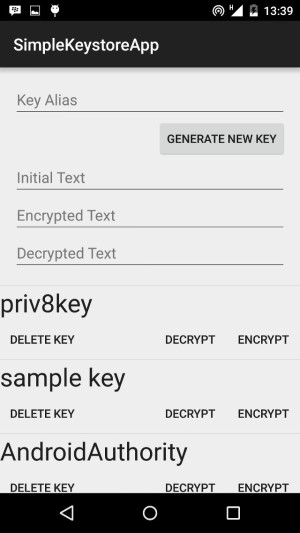 H 13:39
SimpleKeystoreApp
Key Alias
GENERATE NEW KEY
Initial Text
Encrypted Text
Decrypted Text
priv8key
DELETE KEY DECRYPT ENCRYPT
sample key
DELETE KEY DECRYPT ENCRYPT
AndroidAuthority
DELETE KEY DECRYPT ENCRYPT